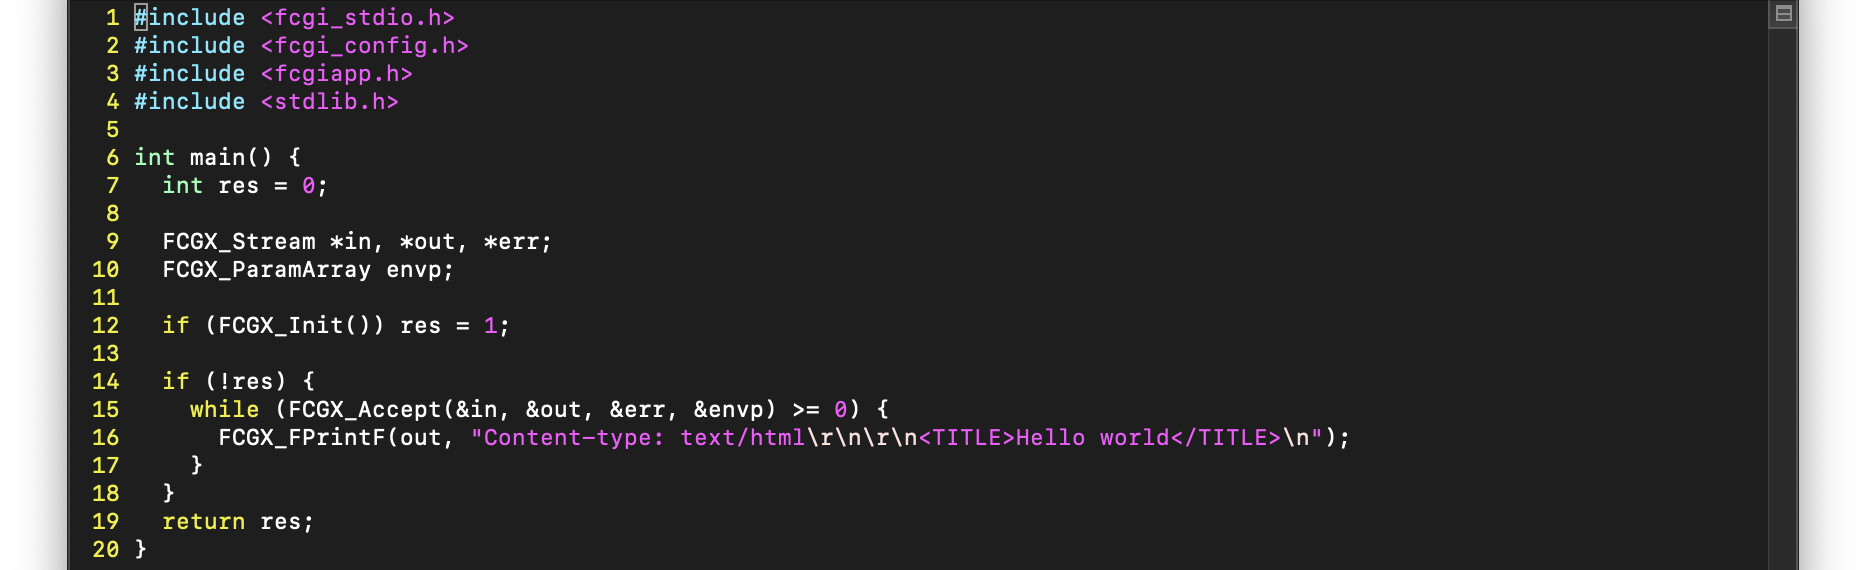 1 #include <fcgi_stdio.h>
2 #include <fcgi_config.h>
3 #include <fcgiapp.h>
4 #include <stdlib.h>
5
6 int main() {
7   int res = 0;
8
9   FCGX_Stream *in, *out, *err;
10   FCGX_ParamArray envp;
11
12   if (FCGX_Init()) res = 1;
13
14   if (!res) {
15     while (FCGX_Accept(&in, &out, &err, &envp) >= 0) {
16       FCGX_FPrintF(out, "Content-type: text/html\r\n\r\n<TITLE>Hello world</TITLE>\n");
17     }
18   }
19   return res;
20 }